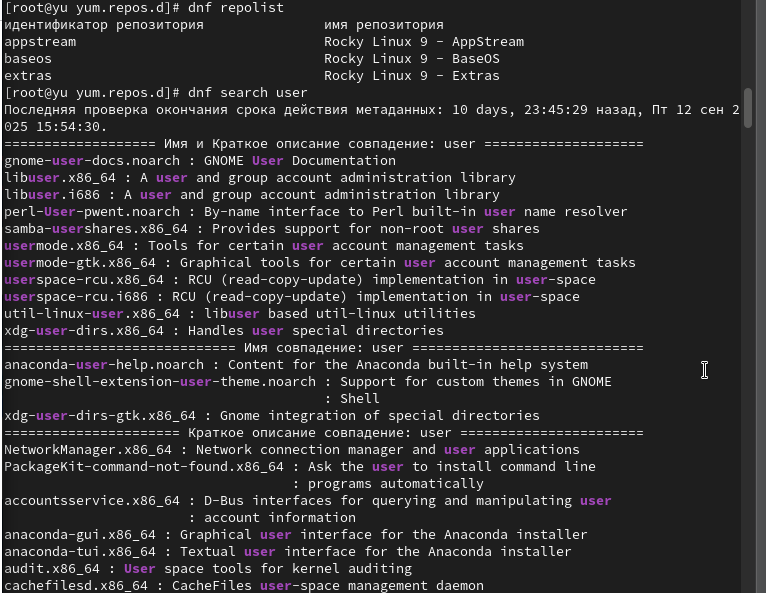 [root@yu yum.repos.d]# dnf repolist
идентификатор репозитория имя репозитория
appstream Rocky Linux 9 - AppStream
baseos Rocky Linux 9 - BaseOS
extras Rocky Linux 9 - Extras
[root@yu yum.repos.d]# dnf search user
Последняя проверка окончания срока действия метаданных: 10 days, 23:45:29 назад, Пт 12 сен 2
025 15:54:30.
=================== Имя и Краткое описание совпадение: user ====================
gnome-user-docs.noarch : GNOME User Documentation
libuser.x86_64 : A user and group account administration library
libuser.i686 : A user and group account administration library
perl-User-pwent.noarch : By-name interface to Perl built-in user name resolver
samba-usershares.x86_64 : Provides support for non-root user shares
usermode.x86_64 : Tools for certain user account management tasks
usermode-gtk.x86_64 : Graphical tools for certain user account management tasks
userspace-rcu.x86_64 : RCU (read-copy-update) implementation in user-space
userspace-rcu.i686 : RCU (read-copy-update) implementation in user-space
util-linux-user.x86_64 : libuser based util-linux utilities
xdg-user-dirs.x86_64 : Handles user special directories
============================= Имя совпадение: user =============================
anaconda-user-help.noarch : Content for the Anaconda built-in help system
gnome-shell-extension-user-theme.noarch : Support for custom themes in GNOME
: Shell
xdg-user-dirs-gtk.x86_64 : Gnome integration of special directories
====================== Краткое описание совпадение: user =======================
NetworkManager.x86_64 : Network connection manager and user applications
PackageKit-command-not-found.x86_64 : Ask the user to install command line
: programs automatically
accountsservice.x86_64 : D-Bus interfaces for querying and manipulating user
: account information
anaconda-gui.x86_64 : Graphical user interface for the Anaconda installer
anaconda-tui.x86_64 : Textual user interface for the Anaconda installer
audit.x86_64 : User space tools for kernel auditing
cachefilesd.x86_64 : CacheFiles user-space management daemon